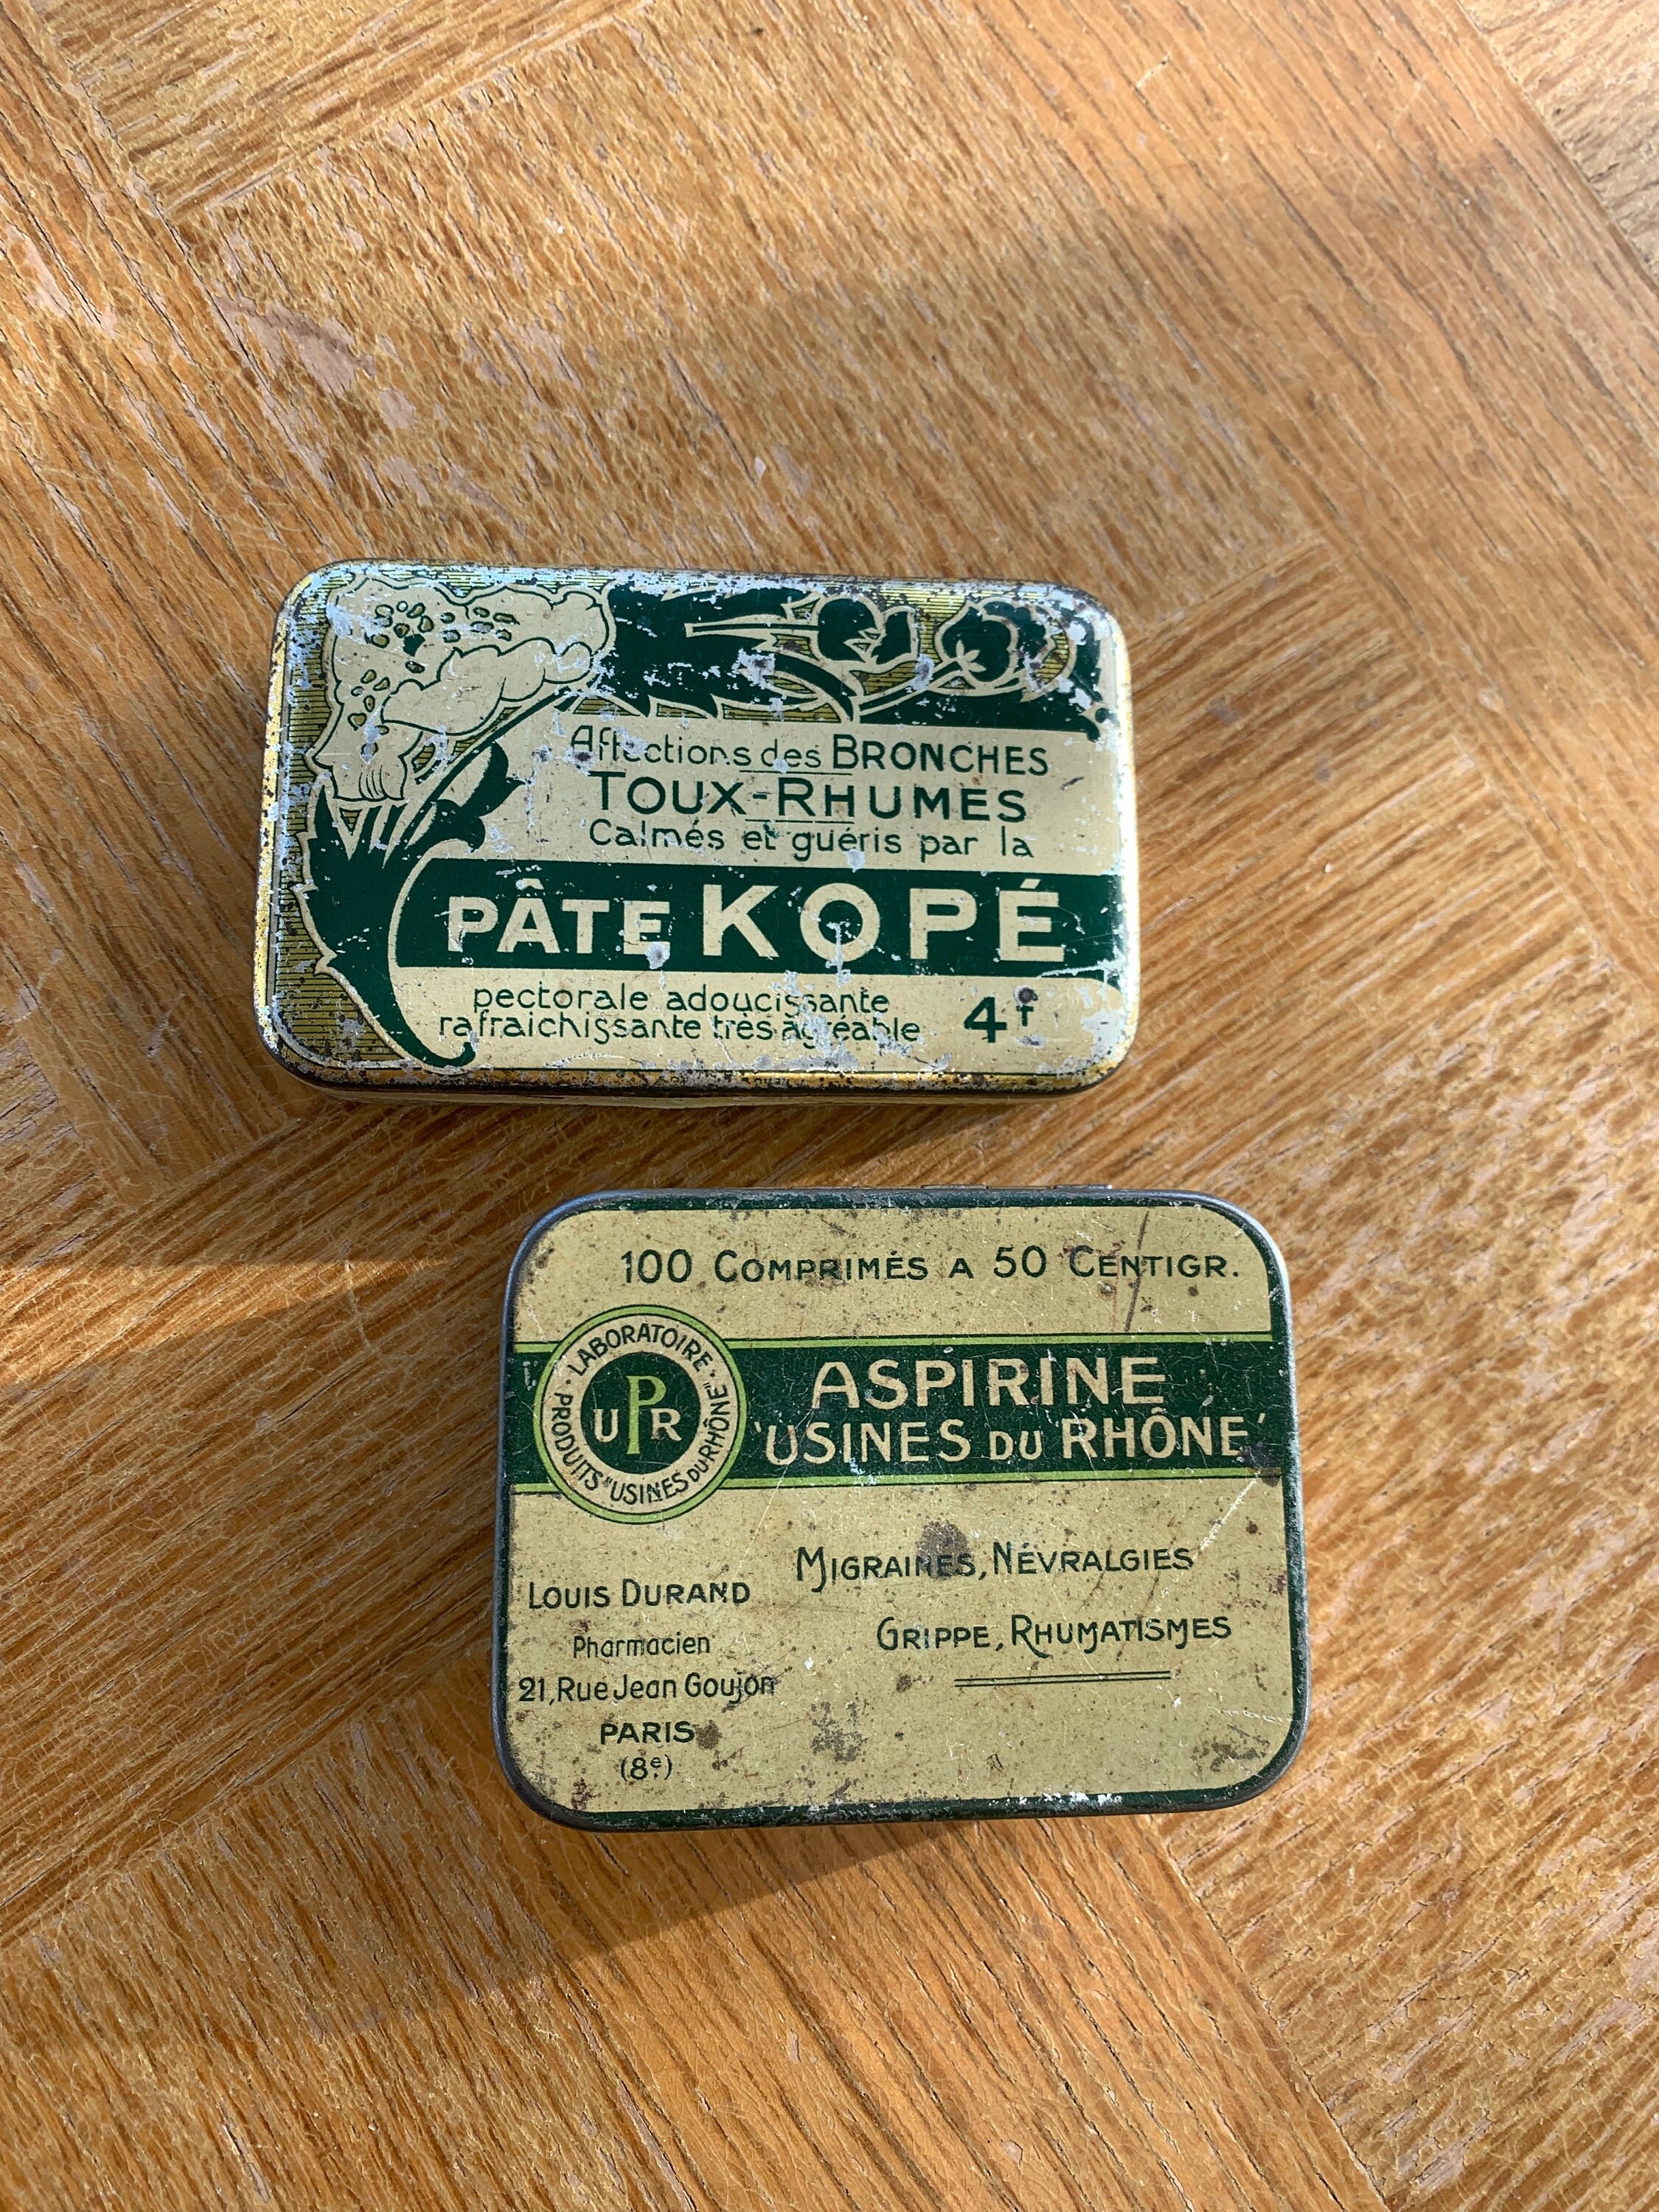 Affections des BRONCHES
TOUX-RHUMES
Calmés et guéris par la
PÂTE KOPÉ
pectorale adoucissante
rafraichissante très agréable
4f
100 COMPRIMÉS A 50 CENTIGR.
LABORATOIRE
PRODUITS "USINES DU RHÔNE"
UPR
ASPIRINE
'USINES DU RHÔNE'
MIGRAINES, NÉVRALGIES
GRIPPE, RHUMATISMES
LOUIS DURAND
Pharmacien
21, Rue Jean Goujon
PARIS
(8e)